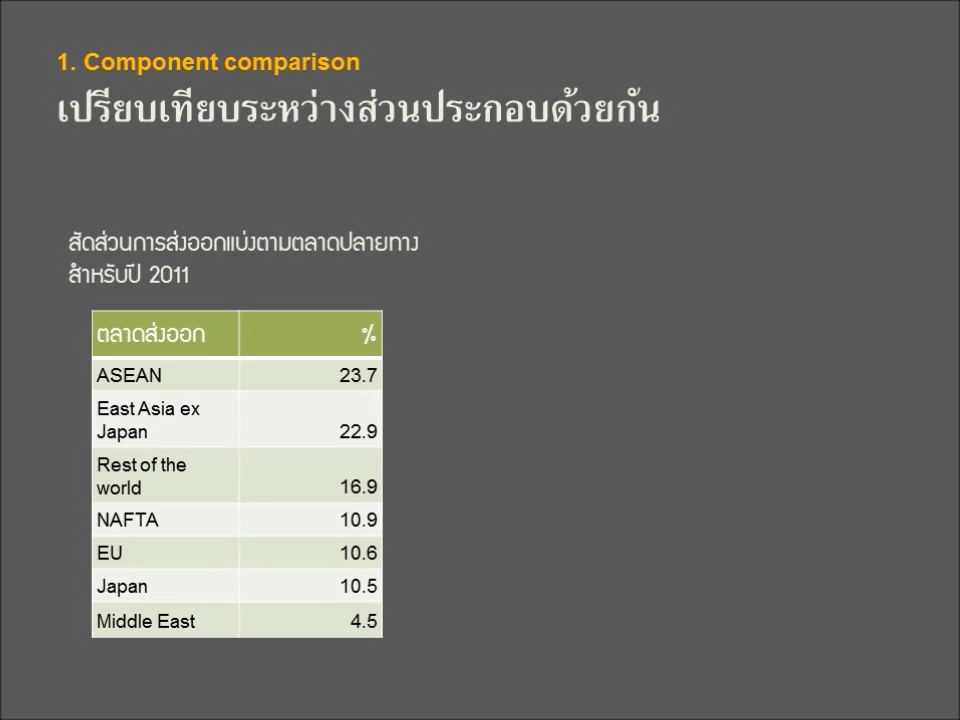 1. Component comparison
เปรียบเทียบระหว่างส่วนประกอบด้วยกัน
สัดส่วนการส่งออกแบ่งตามตลาดปลายทาง
สำหรับปี 2011
ตลาดส่งออก %
ASEAN 23.7
East Asia ex
Japan 22.9
Rest of the
world 16.9
NAFTA 10.9
EU 10.6
Japan 10.5
Middle East 4.5